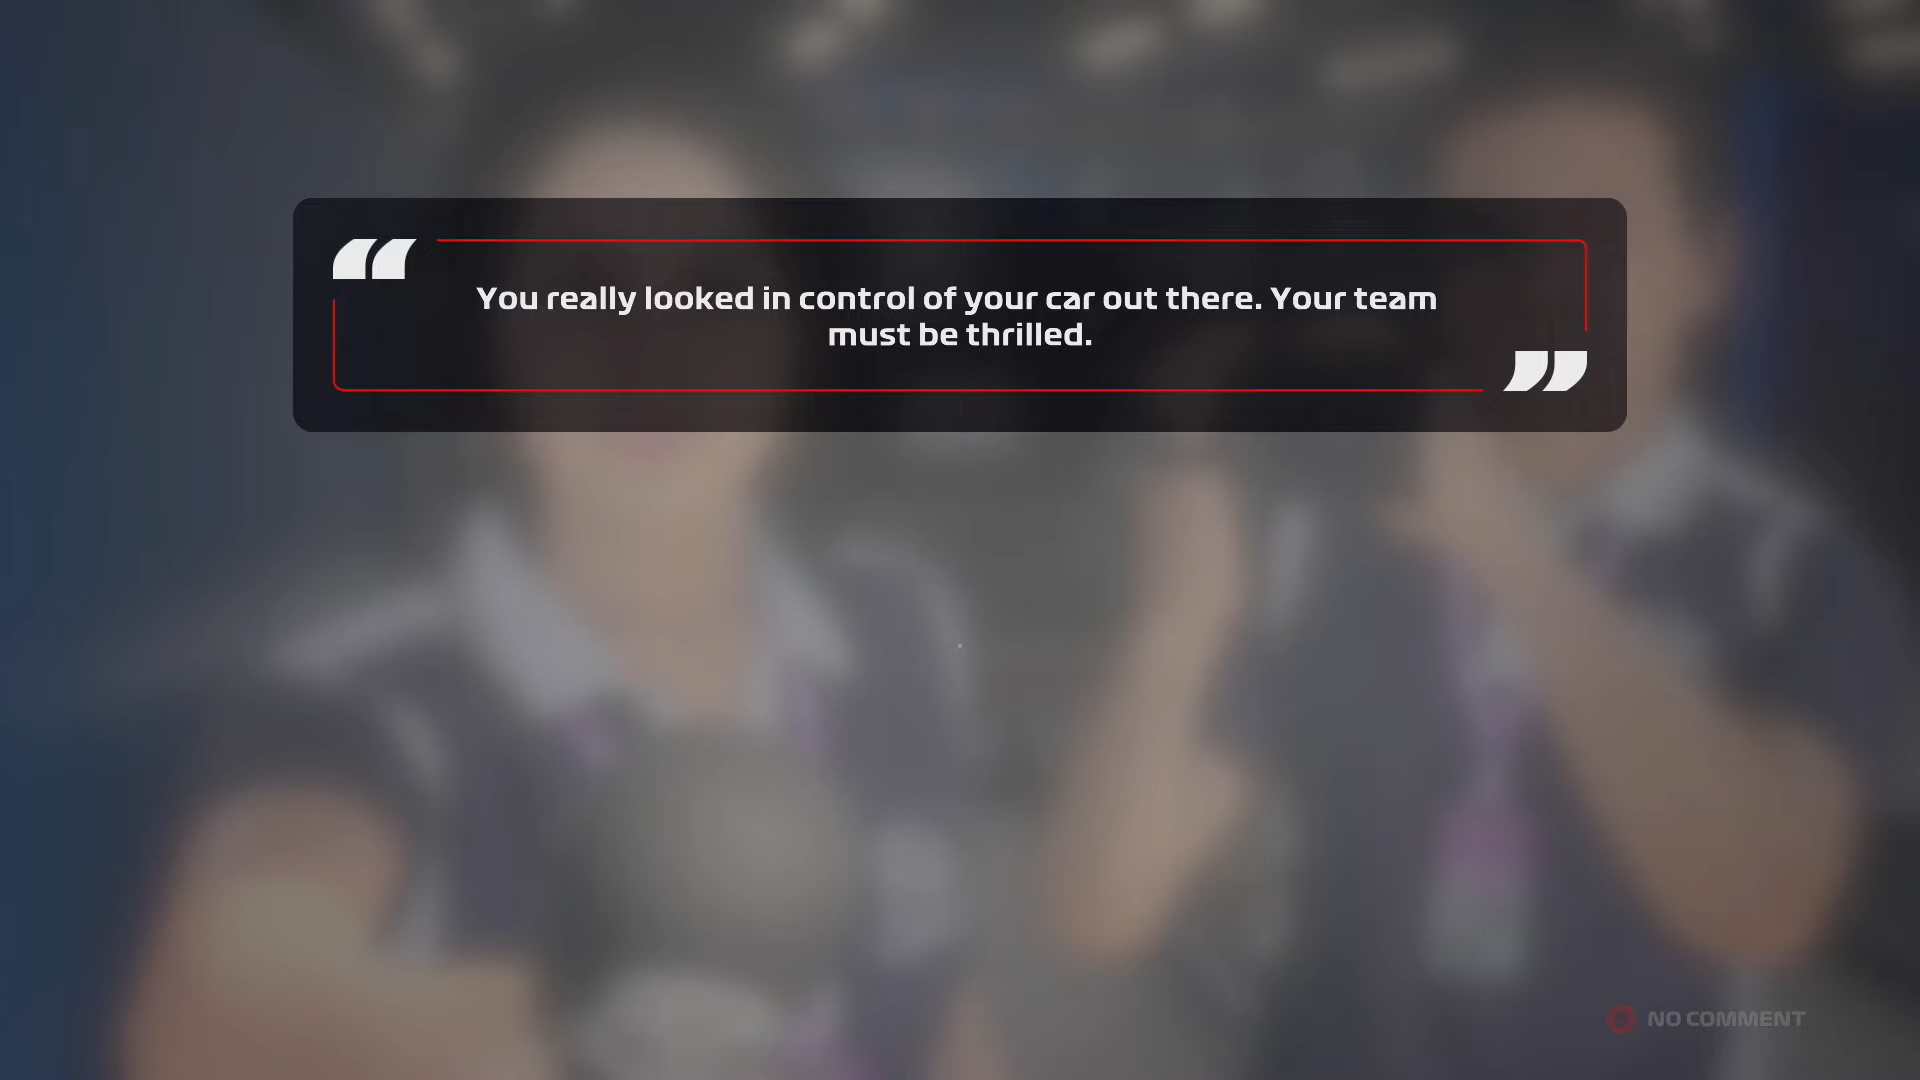 You really looked in control of your car out there. Your team
must be thrilled.
NO COMMENT